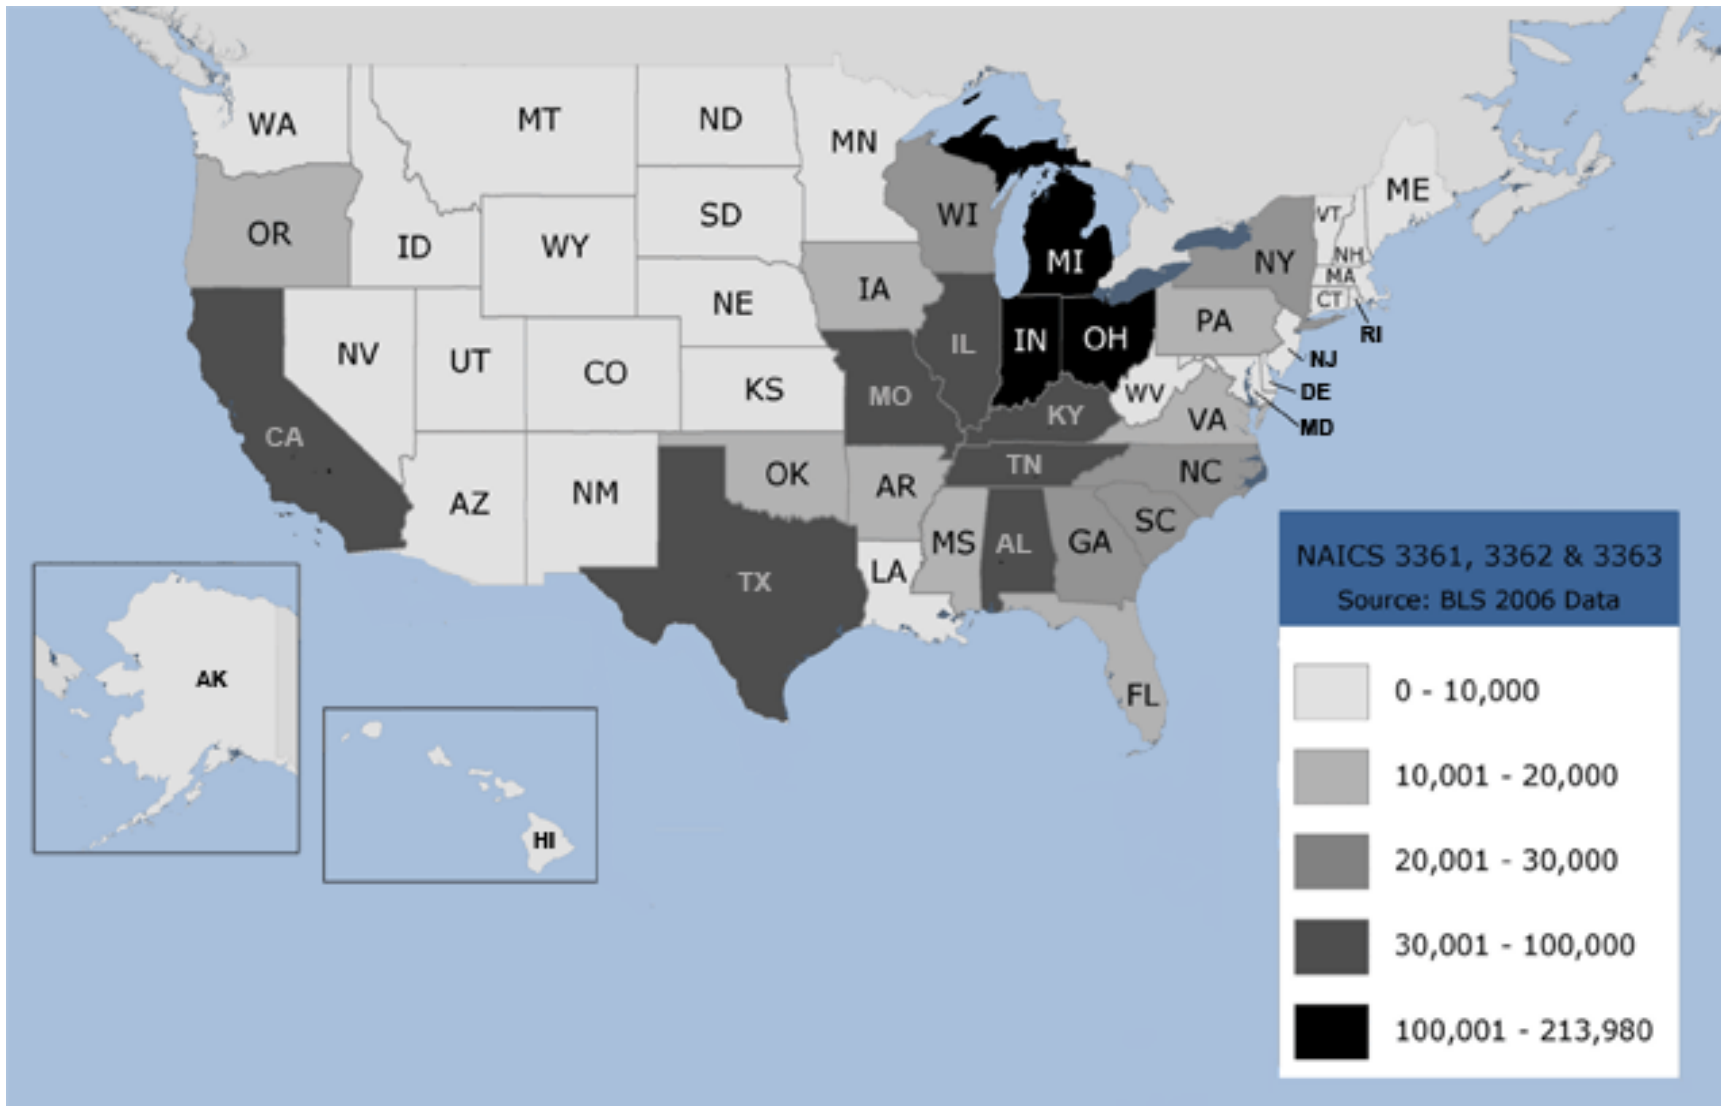 WA
MT
ND
MN
ME
OR
ID
WY
SD
WI
MI
NY
VT
NH
MA
CT
RI
NV
UT
CO
NE
IA
IL
IN
OH
PA
NJ
DE
MD
CA
KS
MO
KY
WV
VA
AZ
NM
OK
AR
TN
NC
SC
TX
LA
MS
AL
GA
FL
AK
HI
NAICS 3361, 3362 & 3363
Source: BLS 2006 Data
0 - 10,000
10,001 - 20,000
20,001 - 30,000
30,001 - 100,000
100,001 - 213,980